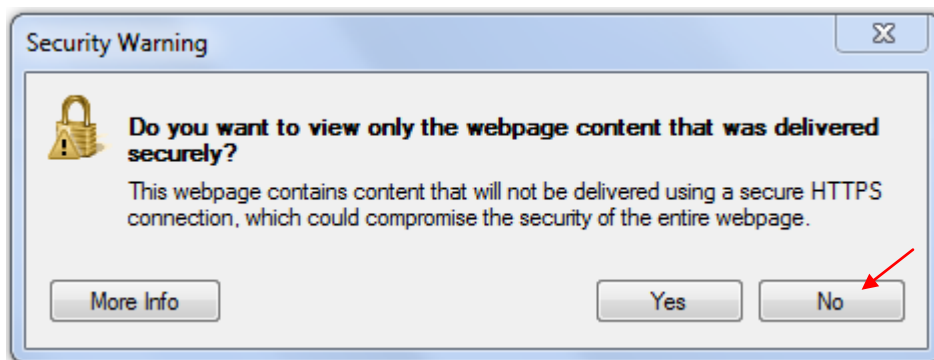 Security Warning
Do you want to view only the webpage content that was delivered
securely?
This webpage contains content that will not be delivered using a secure HTTPS
connection, which could compromise the security of the entire webpage.
More Info
Yes
No